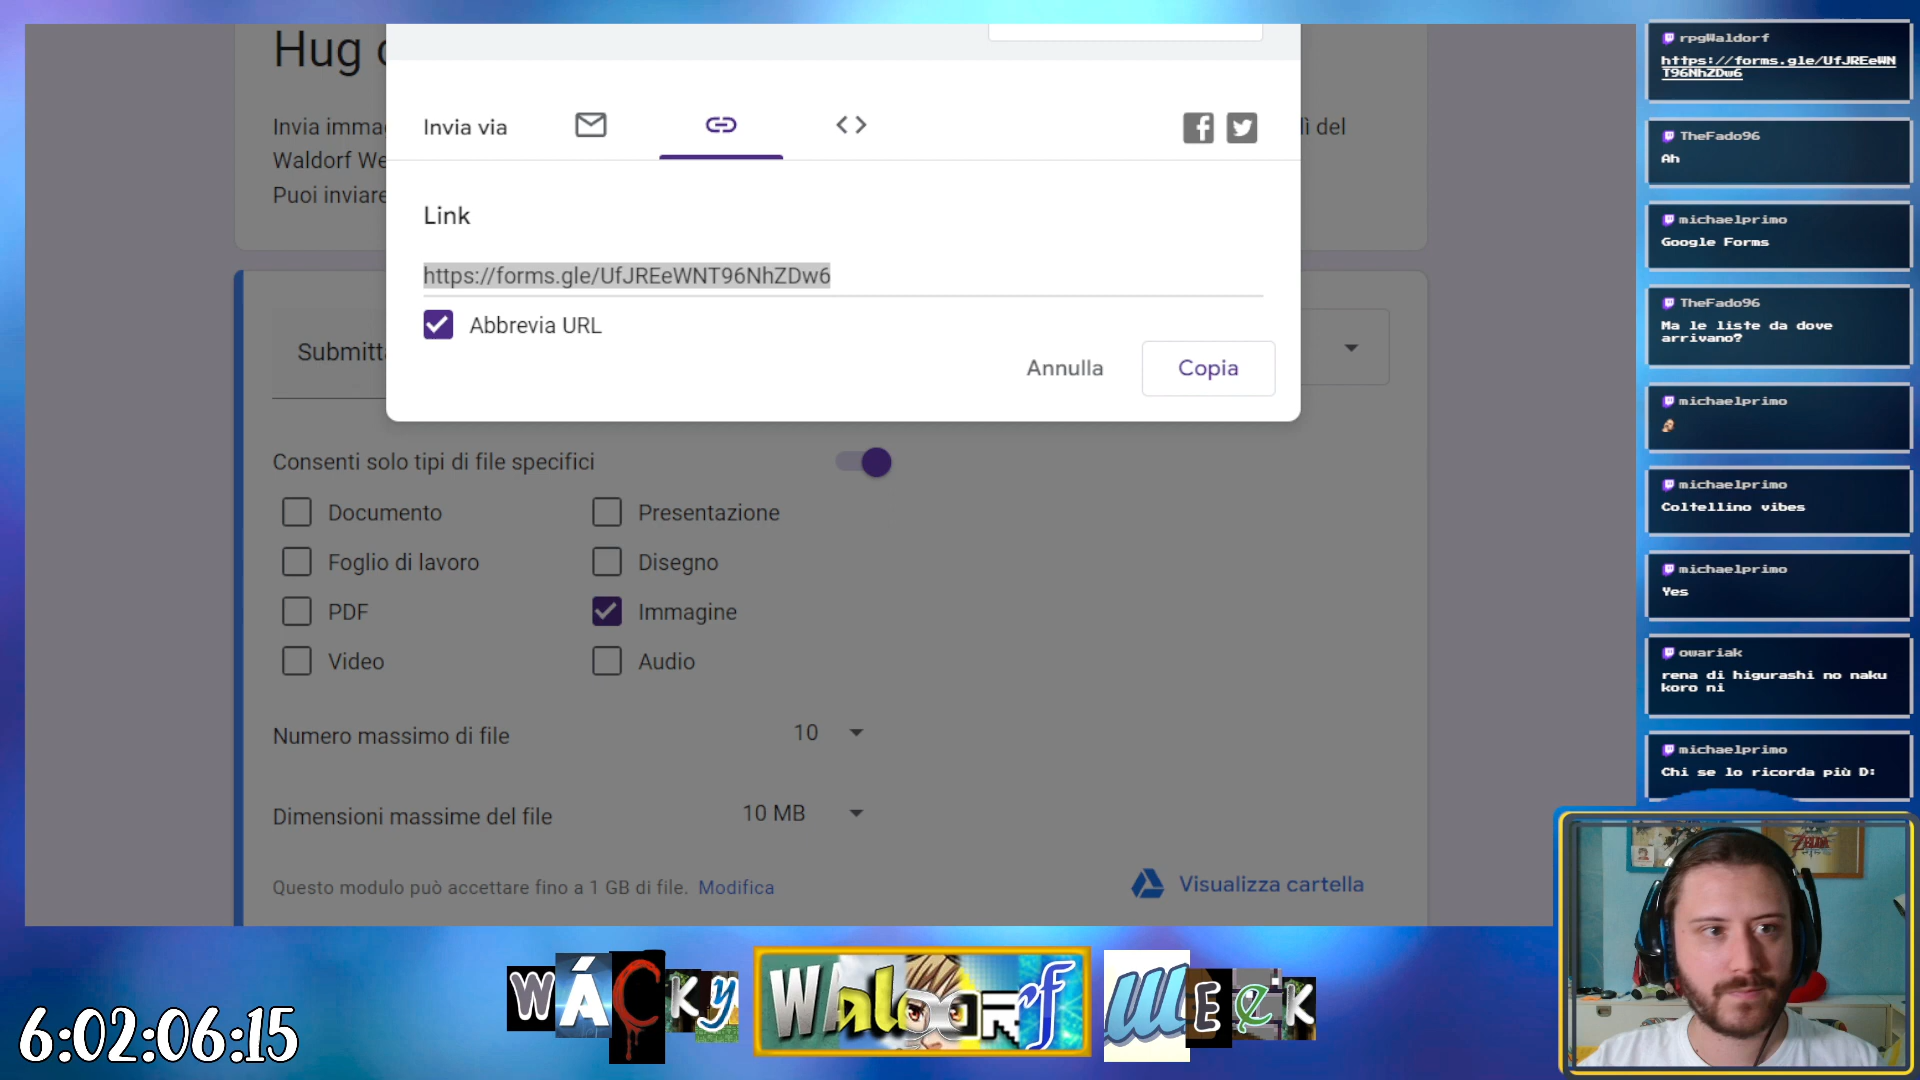 Hug
Invia via
lì del
Invia imma
Waldorf We
Puoi inviare
Link
https://forms.gle/UfJREeWNT96NhZDw6
Abbrevia URL
Submitt
Annulla
Copia
Consenti solo tipi di file specifici
Documento
Presentazione
Foglio di lavoro
Disegno
PDF
Immagine
Video
Audio
Numero massimo di file
10
Dimensioni massime del file
10 MB
Questo modulo può accettare fino a 1 GB di file. Modifica
Visualizza cartella
rpgWaldorf
https://forms.gle/UfJREeWN
T96NhZDw6
TheFado96
Ah
michaelprimo
Google Forms
TheFado96
Ma le liste da dove
arrivano?
michaelprimo
michaelprimo
Coltellino vibes
michaelprimo
Yes
owariak
rena di higurashi no naku
koro ni
michaelprimo
Chi se lo ricorda più D:
ZELDA
6:02:06:15
WÁCKy Waldorf WEeK